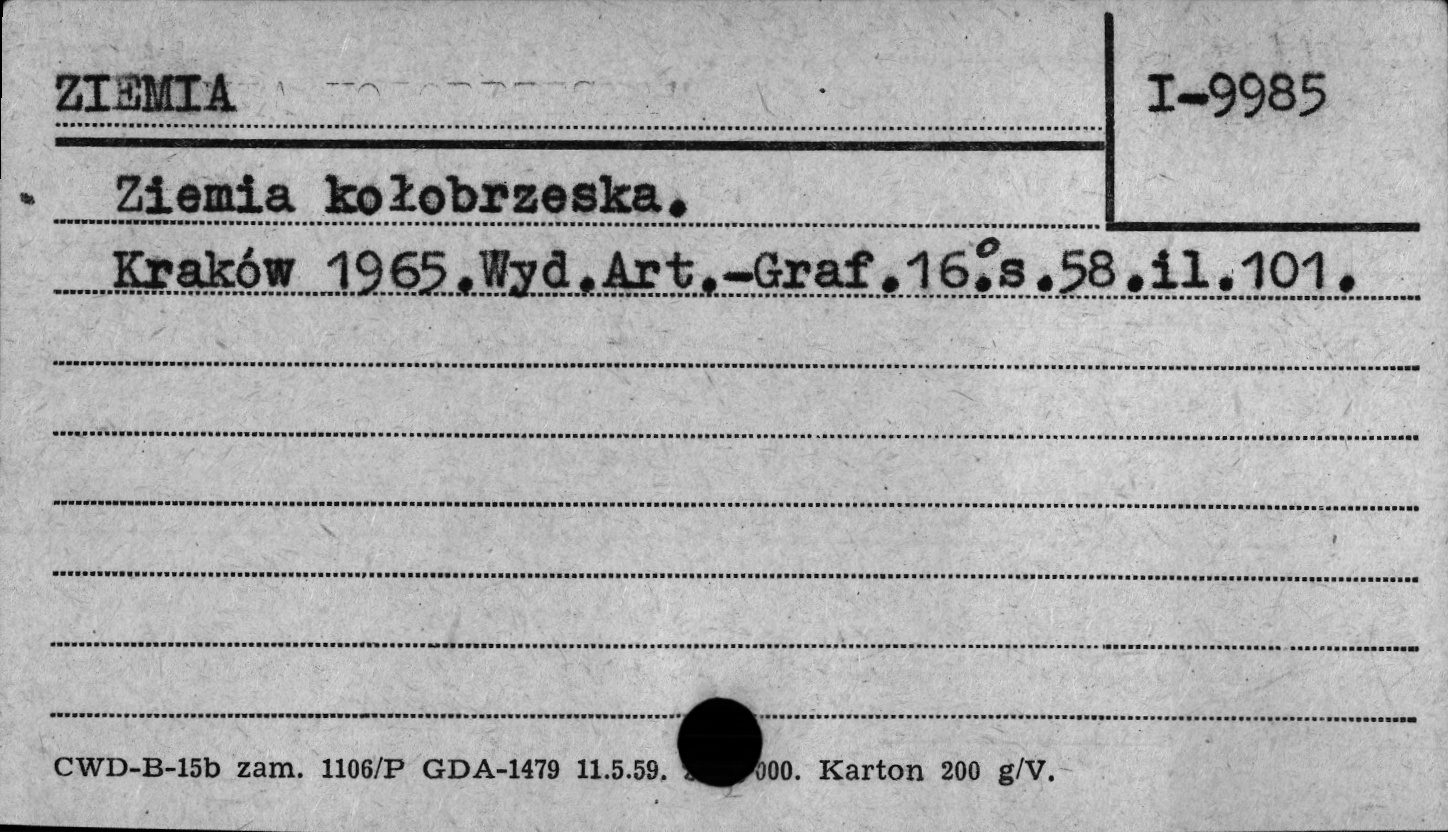 ZIEMIA
I-9985
Ziemia kołobrzeska.
Kraków 1965.Wyd.Art.-Graf.16°.s.58.il.101.
CWD-B-15b zam. 1106/P GDA-1479 11.5.59. 000. Karton 200 g/V.